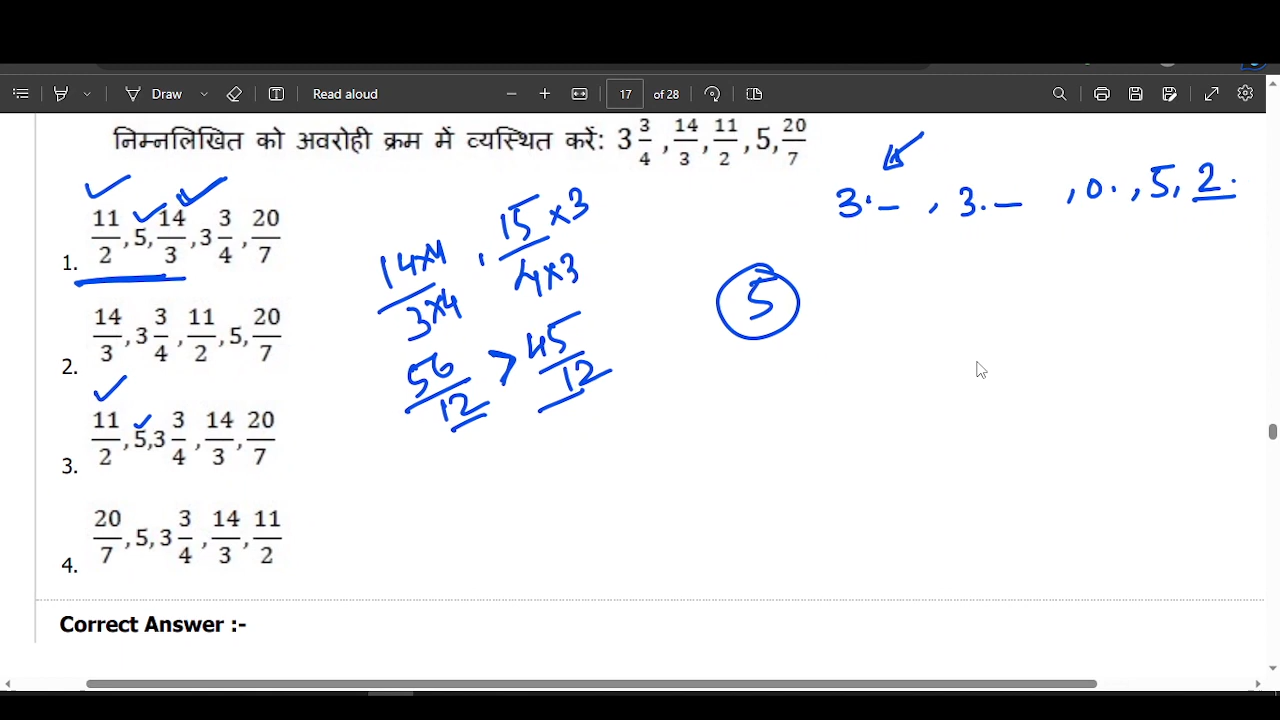 Draw Read aloud 17 of 28
निम्नलिखित को अवरोही क्रम में व्यस्थित करें: 3 3/4, 14/3, 11/2, 5, 20/7
3._ , 3._ , 0. , 5, 2.
1. 11/2, 5, 14/3, 3 3/4, 20/7
14×4/3×4 , 15×3/4×3
5
2. 14/3, 3 3/4, 11/2, 5, 20/7
56/12 > 45/12
3. 11/2, 5, 3 3/4, 14/3, 20/7
4. 20/7, 5, 3 3/4, 14/3, 11/2
Correct Answer :-